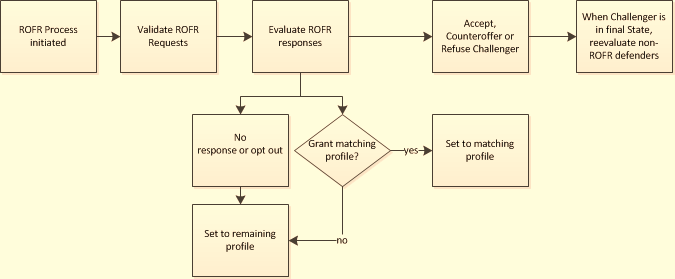 ROFR Process
initiated
Validate ROFR
Requests
Evaluate ROFR
responses
Accept,
Counteroffer or
Refuse Challenger
When Challenger is
in final State,
reevaluate non-
ROFR defenders
No
response or opt out
Grant matching
profile?
yes
Set to matching
profile
Set to remaining
profile
no